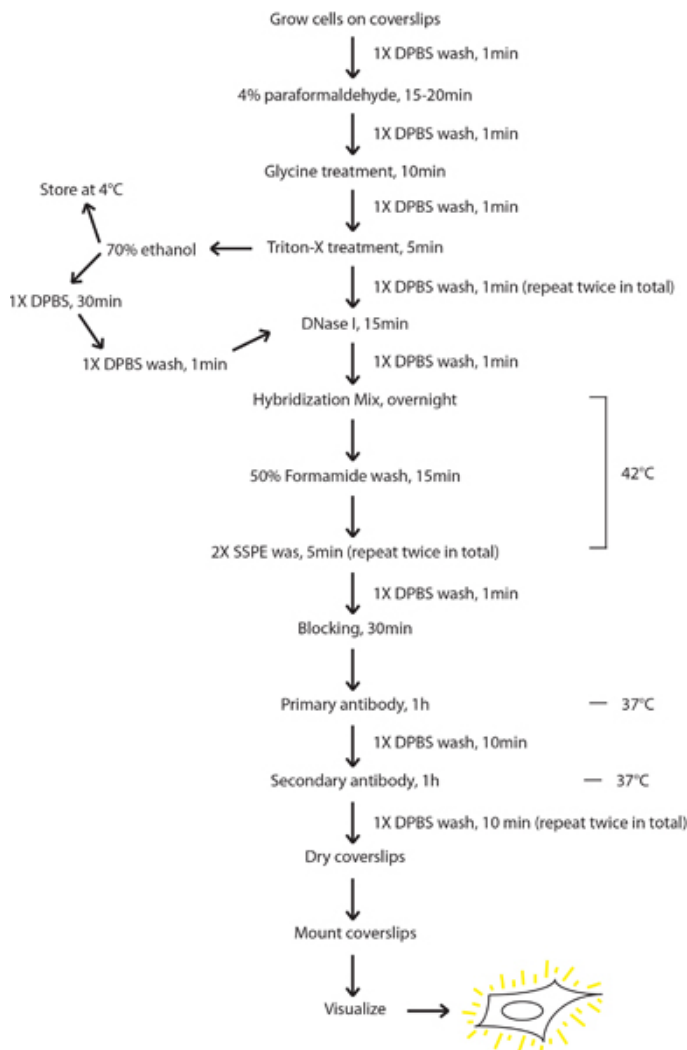 Grow cells on coverslips
1X DPBS wash, 1min
4% paraformaldehyde, 15-20min
1X DPBS wash, 1min
Glycine treatment, 10min
1X DPBS wash, 1min
Store at 4°C
70% ethanol
Triton-X treatment, 5min
1X DPBS, 30min
1X DPBS wash, 1min (repeat twice in total)
1X DPBS wash, 1min
DNase I, 15min
1X DPBS wash, 1min
Hybridization Mix, overnight
50% Formamide wash, 15min
42°C
2X SSPE was, 5min (repeat twice in total)
1X DPBS wash, 1min
Blocking, 30min
Primary antibody, 1h
37°C
1X DPBS wash, 10min
Secondary antibody, 1h
37°C
1X DPBS wash, 10 min (repeat twice in total)
Dry coverslips
Mount coverslips
Visualize